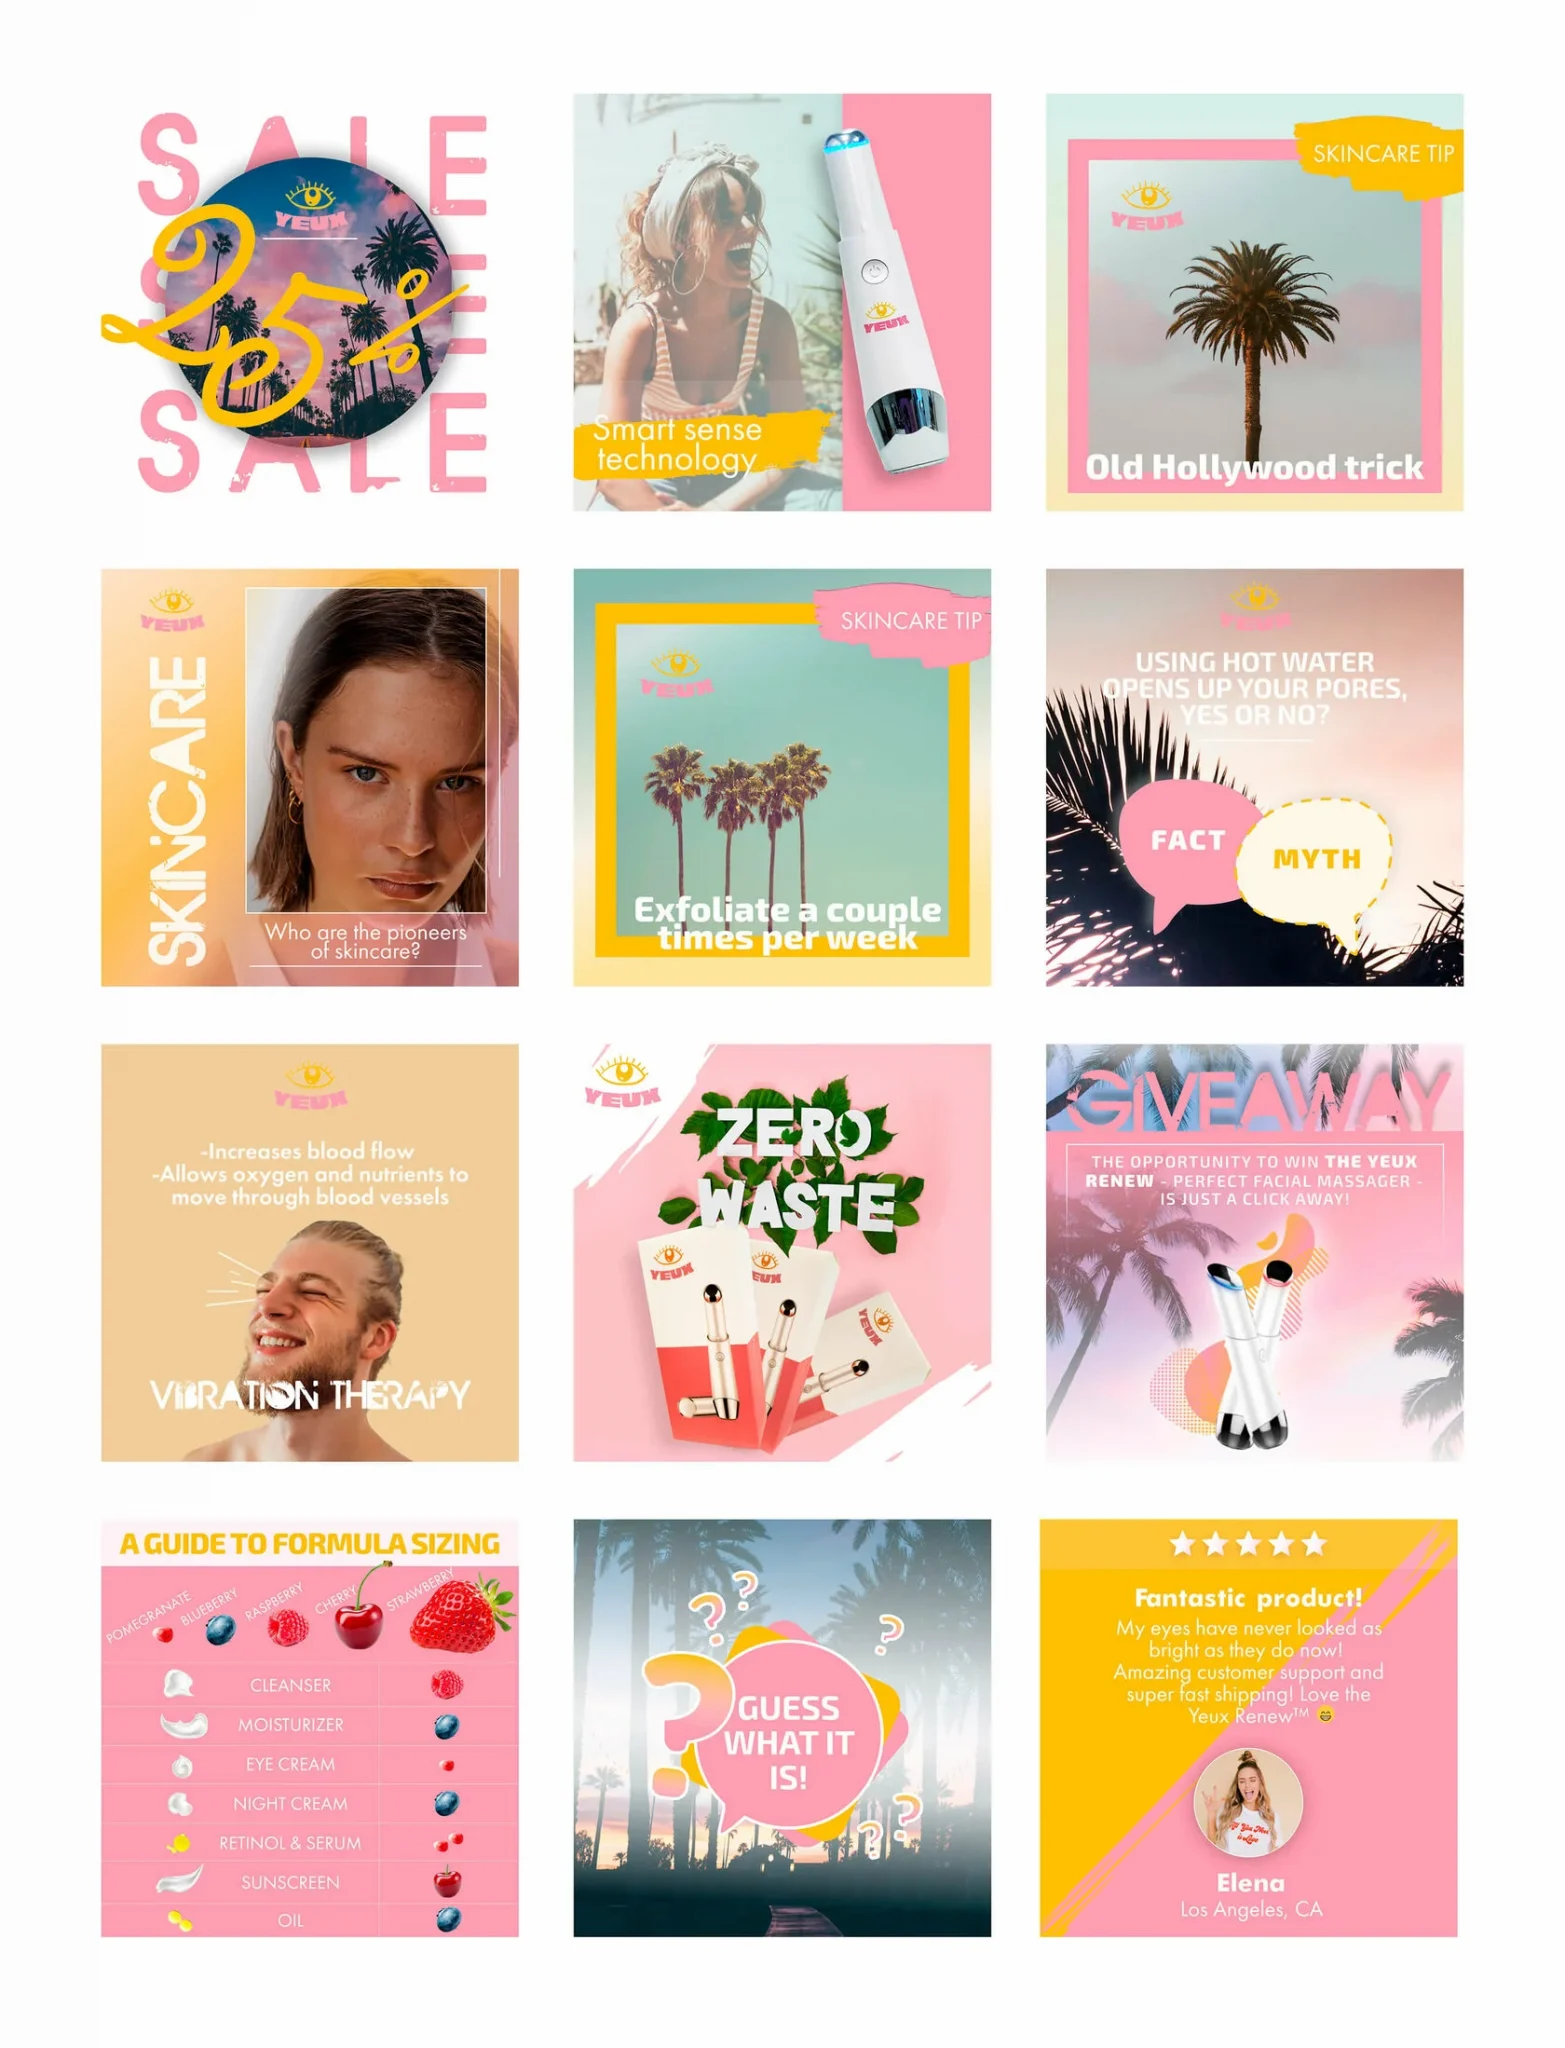 SALE
SALE
SALE
YEUX
25%
YEUX
Smart sense
technology
SKINCARE TIP
YEUX
Old Hollywood trick
YEUX
SKINCARE
Who are the pioneers
of skincare?
SKINCARE TIP
YEUX
Exfoliate a couple
times per week
YEUX
USING HOT WATER
OPENS UP YOUR PORES,
YES OR NO?
FACT
MYTH
YEUX
-Increases blood flow
-Allows oxygen and nutrients to
move through blood vessels
VIBRATION THERAPY
YEUX
ZERO
WASTE
YEUX
YEUX
YEUX
GIVEAWAY
THE OPPORTUNITY TO WIN THE YEUX
RENEW - PERFECT FACIAL MASSAGER -
IS JUST A CLICK AWAY!
A GUIDE TO FORMULA SIZING
POMEGRANATE
BLUEBERRY
RASPBERRY
CHERRY
STRAWBERRY
CLEANSER
MOISTURIZER
EYE CREAM
NIGHT CREAM
RETINOL & SERUM
SUNSCREEN
OIL
GUESS
WHAT IT
IS!
Fantastic product!
My eyes have never looked as
bright as they do now!
Amazing customer support and
super fast shipping! Love the
Yeux Renew™ 😁
Elena
Los Angeles, CA